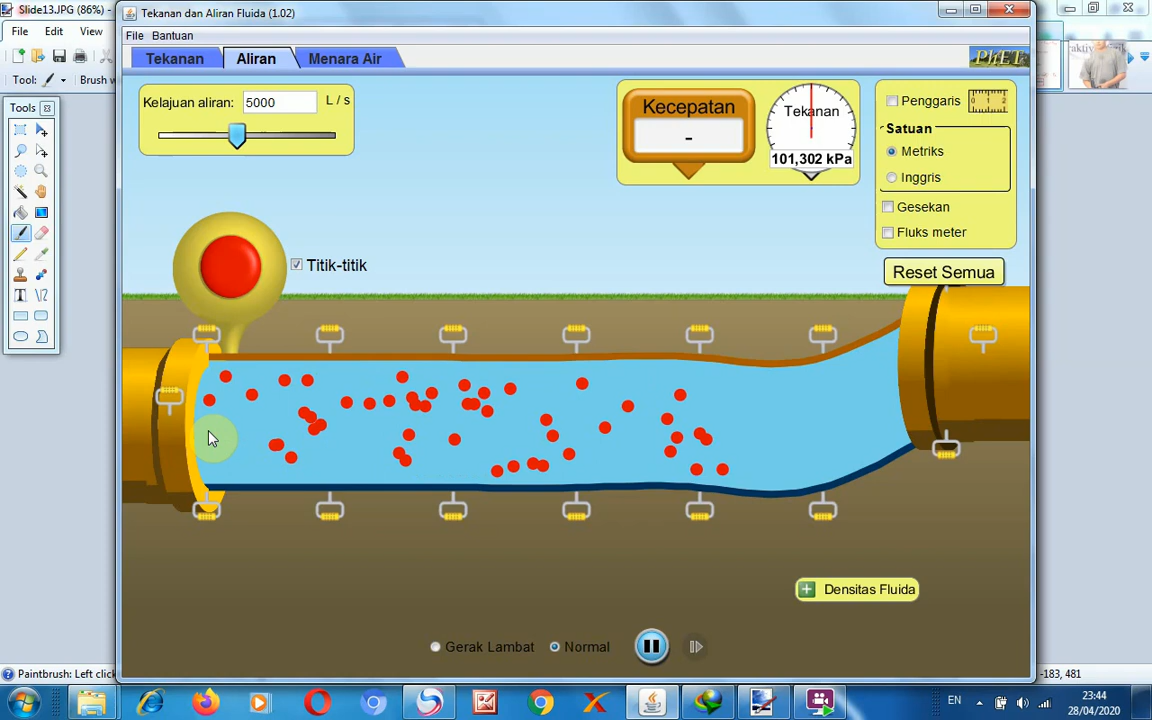 Slide13.JPG (86%) -
Tekanan dan Aliran Fluida (1.02)
File Edit View
File Bantuan
Tool: Brush w
Tekanan Aliran Menara Air
PhET
Tools
Kelajuan aliran: 5000 L / s
Kecepatan
-
Tekanan
101,302 kPa
Penggaris
0 1 2
Satuan
Metriks
Inggris
Gesekan
Fluks meter
Reset Semua
Titik-titik
Densitas Fluida
Gerak Lambat Normal
Paintbrush: Left click
-183, 481
EN
23:44
28/04/2020